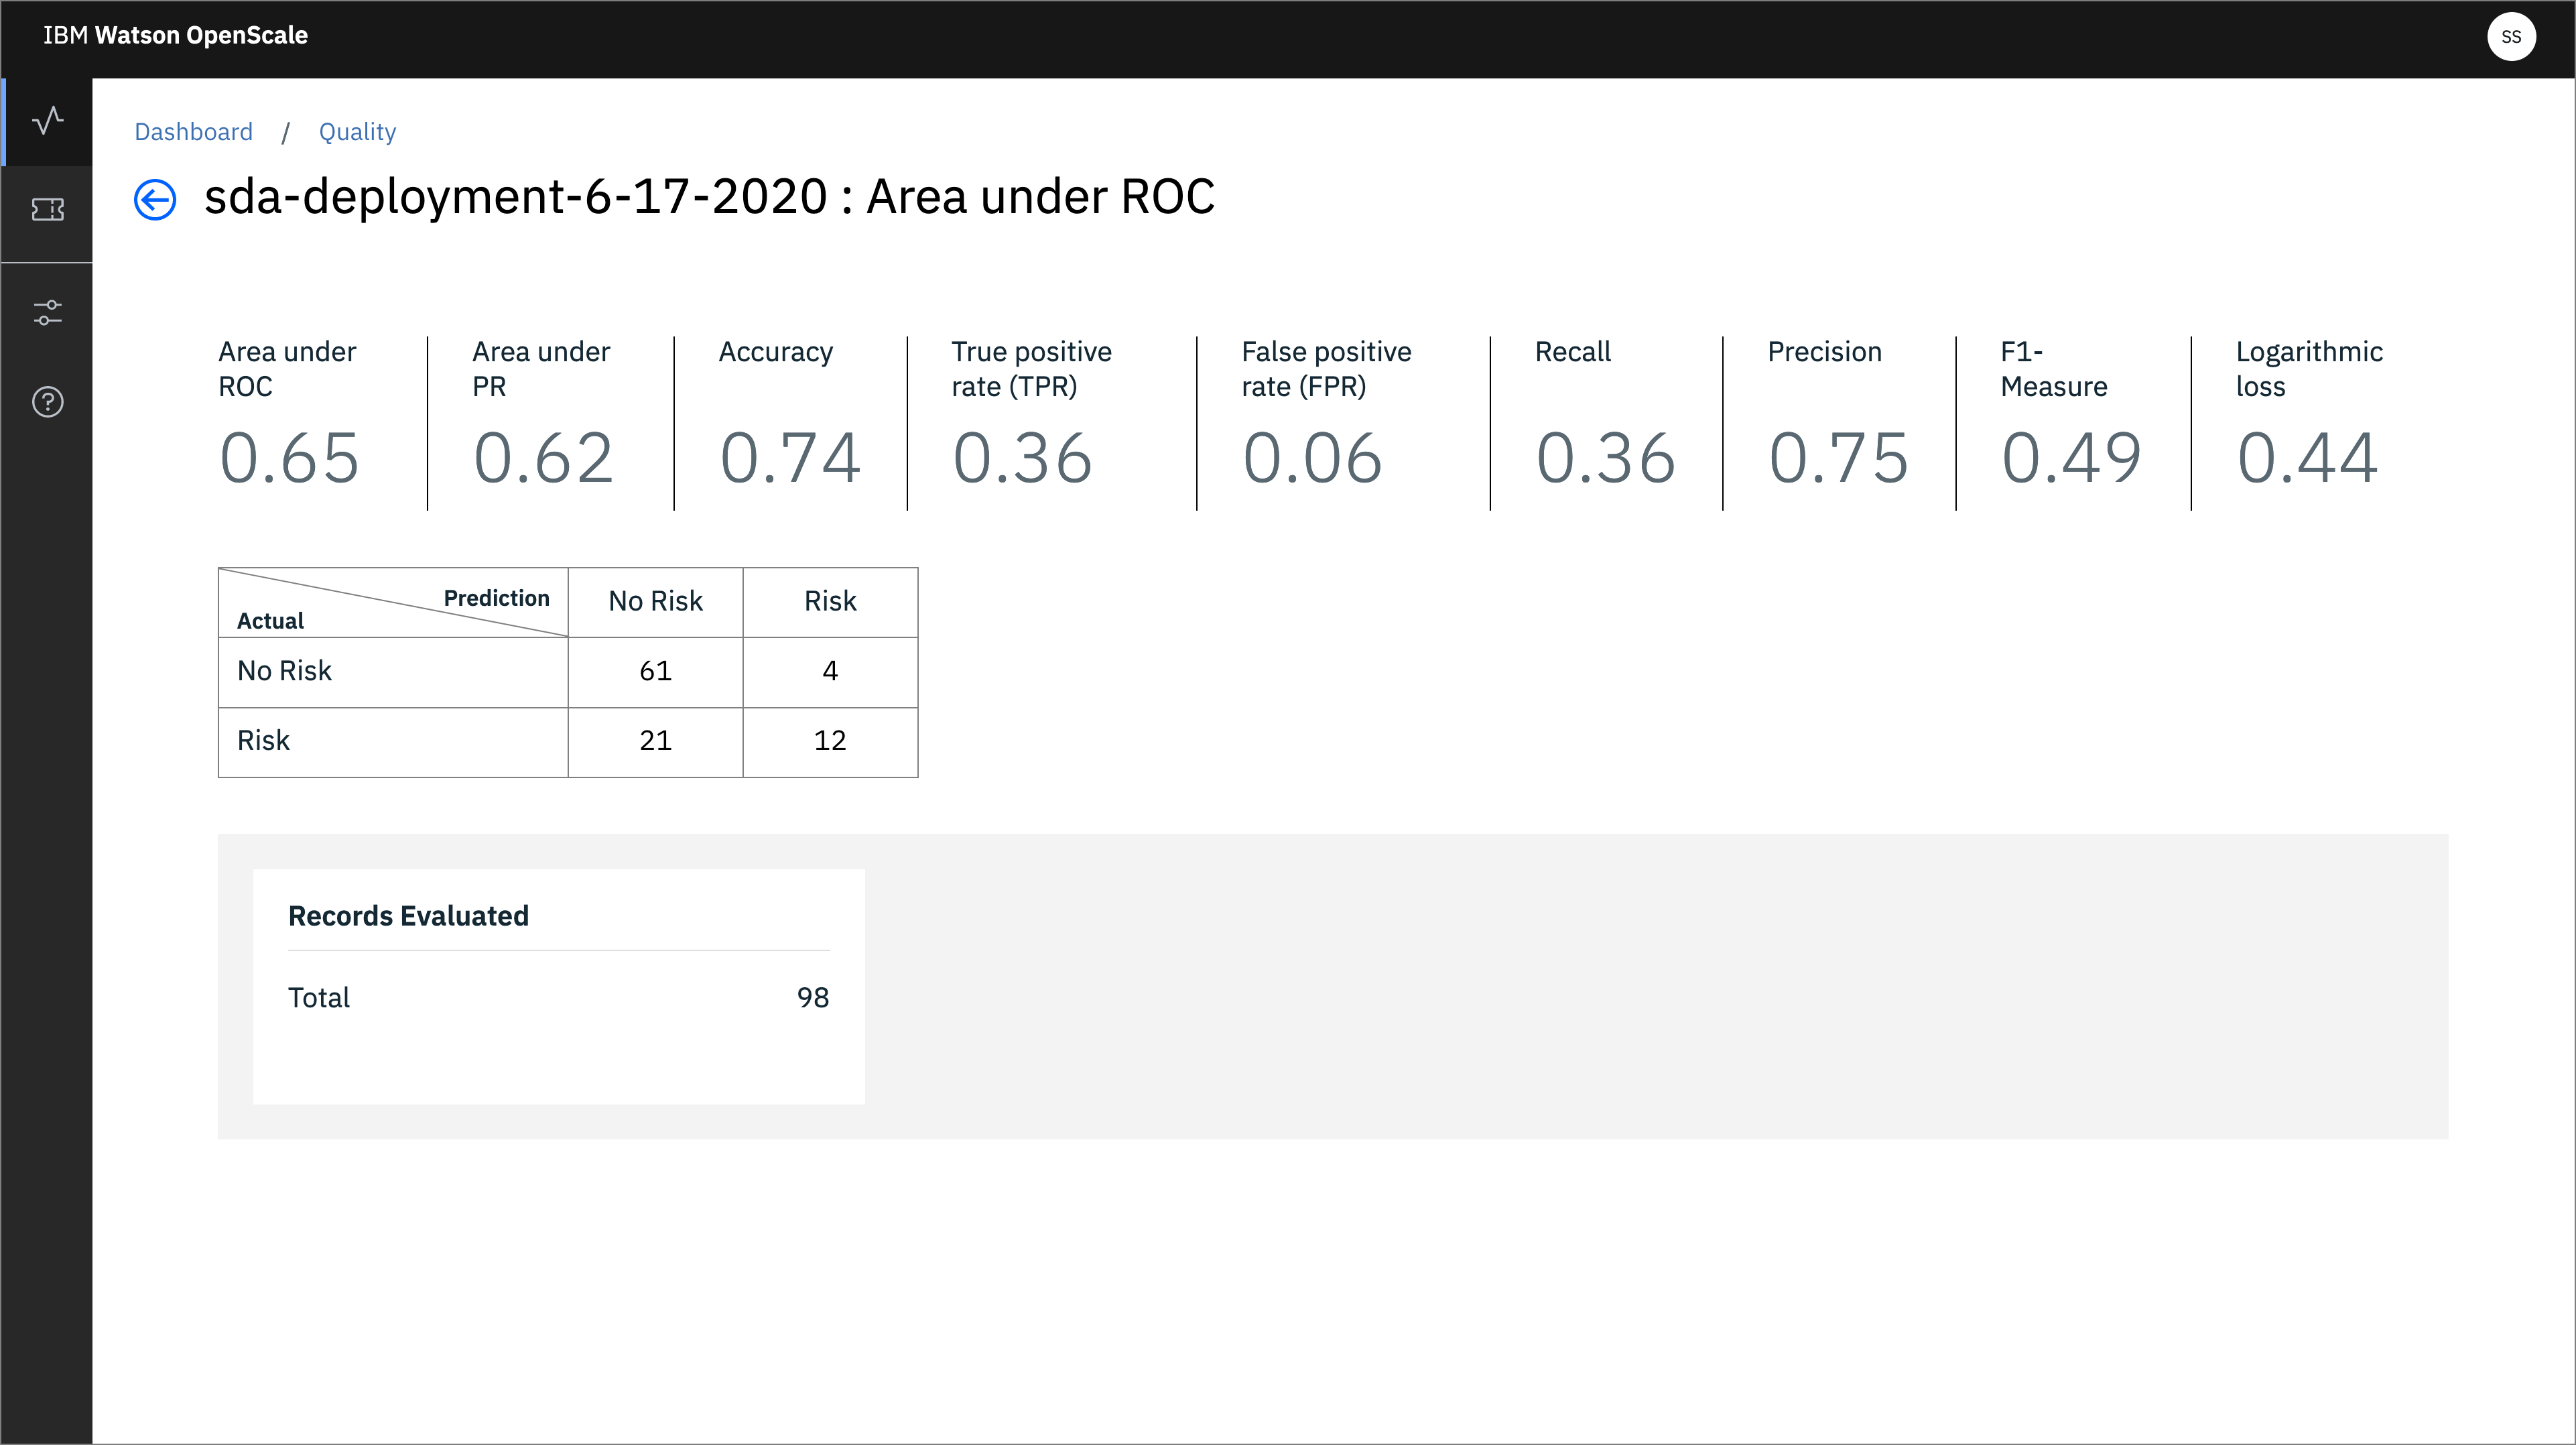 IBM Watson OpenScale
SS
Dashboard / Quality
sda-deployment-6-17-2020 : Area under ROC
Area under
ROC
0.65
Area under
PR
0.62
Accuracy
0.74
True positive
rate (TPR)
0.36
False positive
rate (FPR)
0.06
Recall
0.36
Precision
0.75
F1-
Measure
0.49
Logarithmic
loss
0.44
Prediction
Actual
No Risk Risk
No Risk 61 4
Risk 21 12
Records Evaluated
Total 98